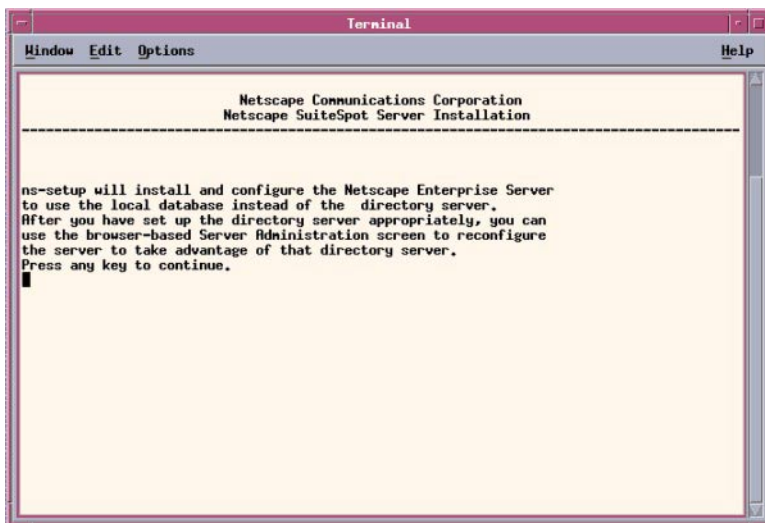 Terminal
Window Edit Options Help
Netscape Communications Corporation
Netscape SuiteSpot Server Installation
--------------------------------------------------------------------------------
ns-setup will install and configure the Netscape Enterprise Server
to use the local database instead of the  directory server.
After you have set up the directory server appropriately, you can
use the browser-based Server Administration screen to reconfigure
the server to take advantage of that directory server.
Press any key to continue.